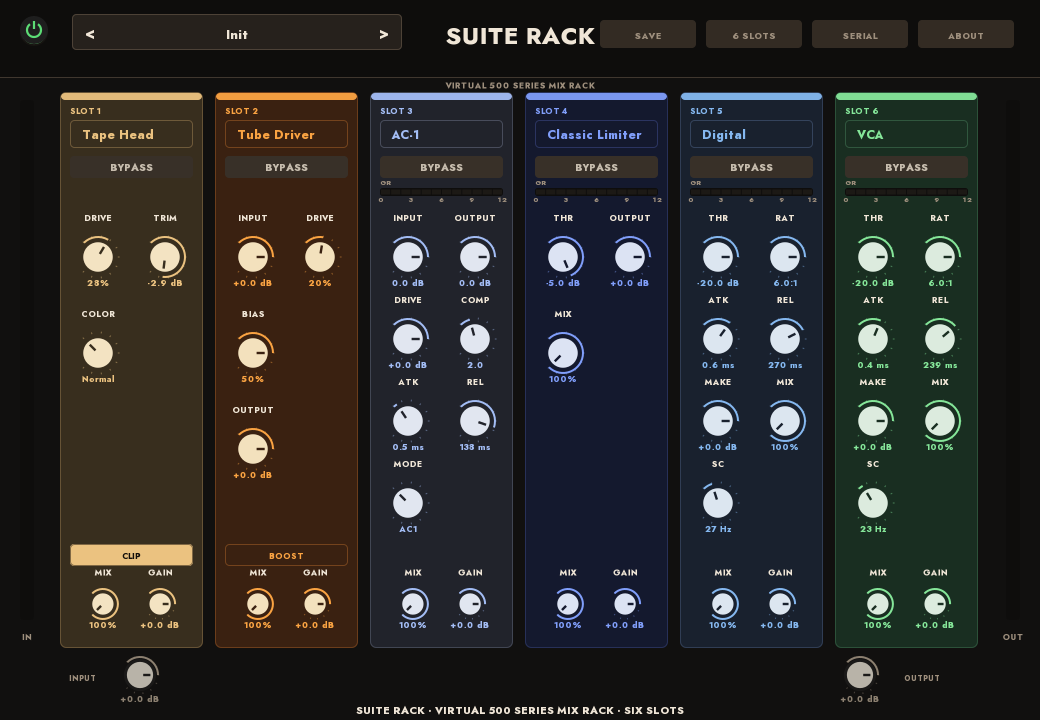 < Init >
SUITE RACK
SAVE
6 SLOTS
SERIAL
ABOUT
VIRTUAL 500 SERIES MIX RACK
SLOT 1
Tape Head
BYPASS
DRIVE TRIM
28% -2.9 dB
COLOR
Normal
CLIP
MIX GAIN
100% +0.0 dB
SLOT 2
Tube Driver
BYPASS
INPUT DRIVE
+0.0 dB 20%
BIAS
50%
OUTPUT
+0.0 dB
BOOST
MIX GAIN
100% +0.0 dB
SLOT 3
AC-1
BYPASS
GR
0 3 6 9 12
INPUT OUTPUT
0.0 dB 0.0 dB
DRIVE COMP
+0.0 dB 2.0
ATK REL
0.5 ms 138 ms
MODE
AC1
MIX GAIN
100% +0.0 dB
SLOT 4
Classic Limiter
BYPASS
GR
0 3 6 9 12
THR OUTPUT
-5.0 dB +0.0 dB
MIX
100%
MIX GAIN
100% +0.0 dB
SLOT 5
Digital
BYPASS
GR
0 3 6 9 12
THR RAT
-20.0 dB 6.0:1
ATK REL
0.6 ms 270 ms
MAKE MIX
+0.0 dB 100%
SC
27 Hz
MIX GAIN
100% +0.0 dB
SLOT 6
VCA
BYPASS
GR
0 3 6 9 12
THR RAT
-20.0 dB 6.0:1
ATK REL
0.4 ms 239 ms
MAKE MIX
+0.0 dB 100%
SC
23 Hz
MIX GAIN
100% +0.0 dB
IN
OUT
INPUT
+0.0 dB
OUTPUT
+0.0 dB
SUITE RACK · VIRTUAL 500 SERIES MIX RACK · SIX SLOTS